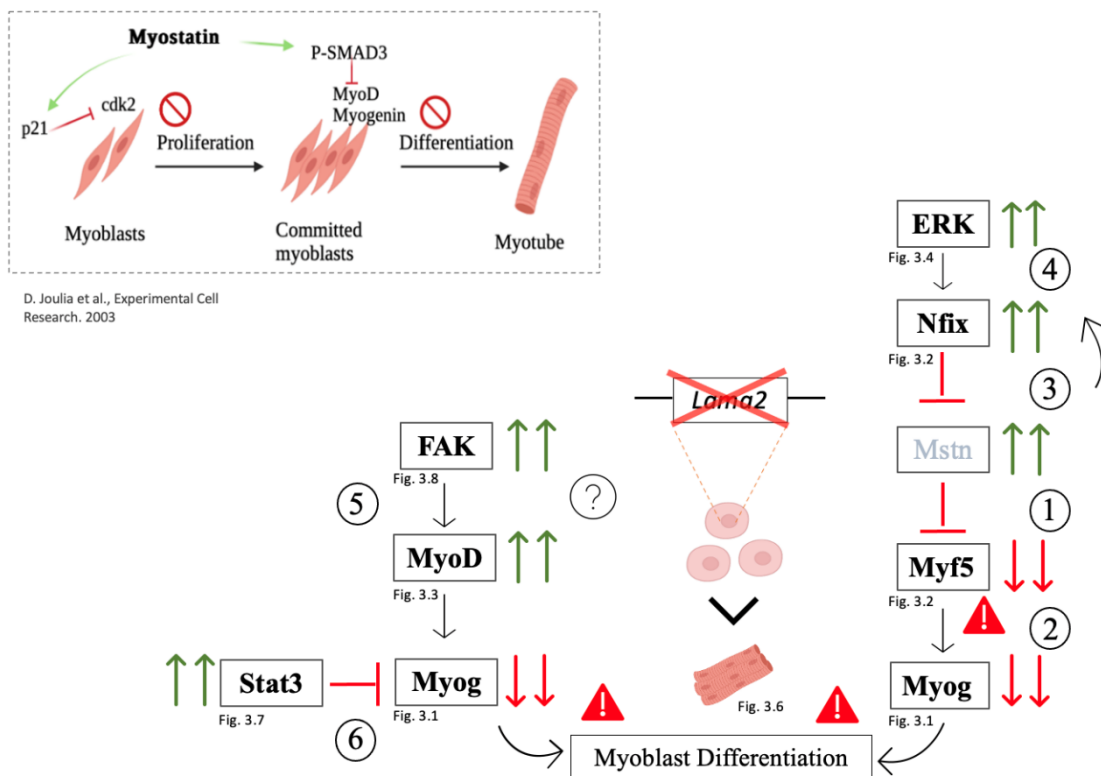 Myostatin
P-SMAD3
cdk2
p21
MyoD
Myogenin
Proliferation
Differentiation
Myoblasts
Committed
myoblasts
Myotube
D. Joulia et al., Experimental Cell
Research. 2003
ERK
Fig. 3.4
4
Nfix
Fig. 3.2
3
Lama2
Mstn
1
FAK
Fig. 3.8
5
?
MyoD
Fig. 3.3
Myf5
Fig. 3.2
!
2
Stat3
Fig. 3.7
6
Myog
Fig. 3.1
!
Fig. 3.6
!
Myog
Fig. 3.1
Myoblast Differentiation